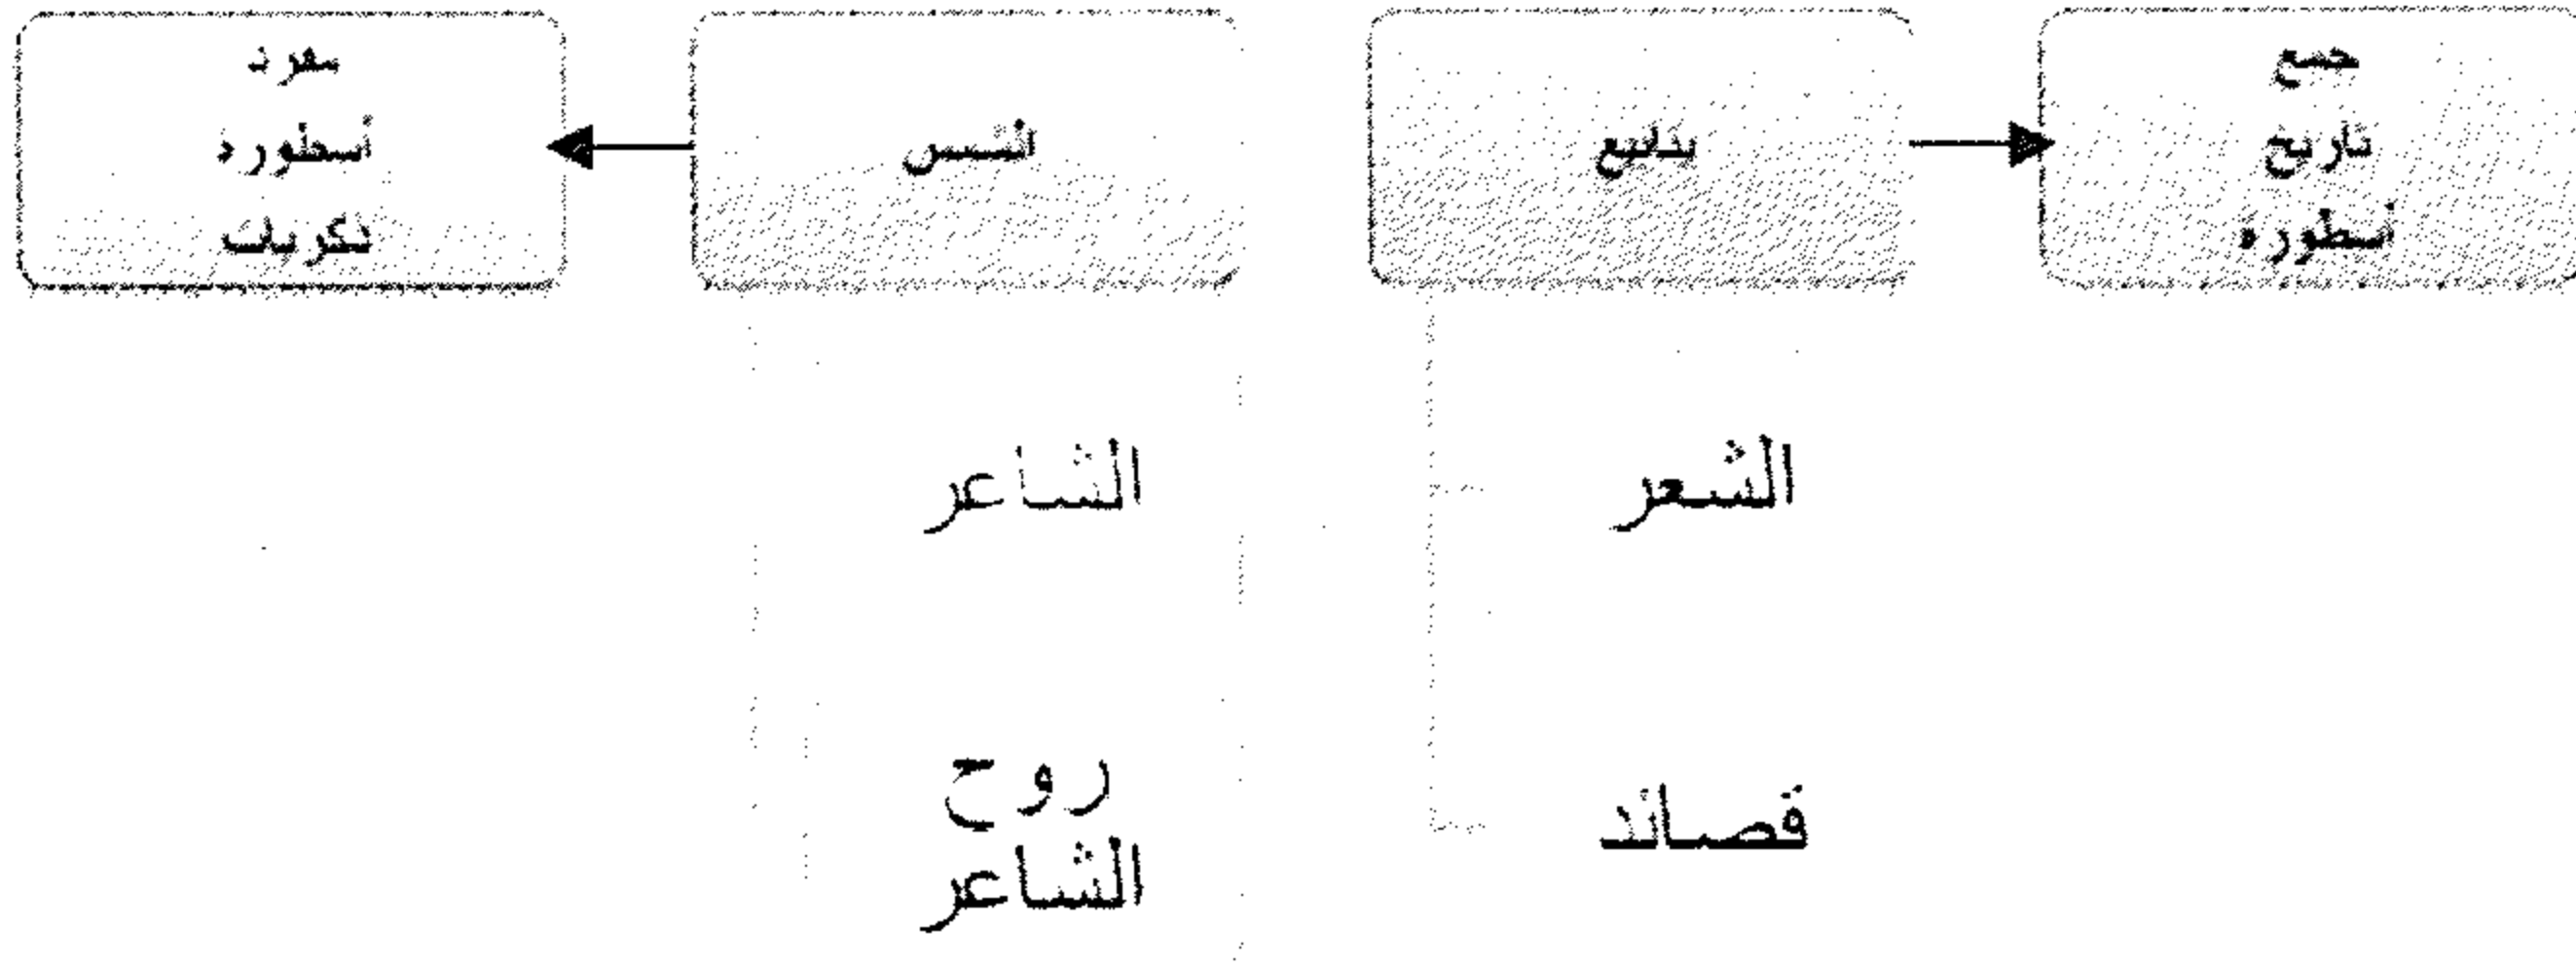 جمع
تاريخ
أسطورة
ينابيع
الشعر
قصائد
الشمس
الشاعر
روح
الشاعر
مفرد
أسطورة
ذكريات